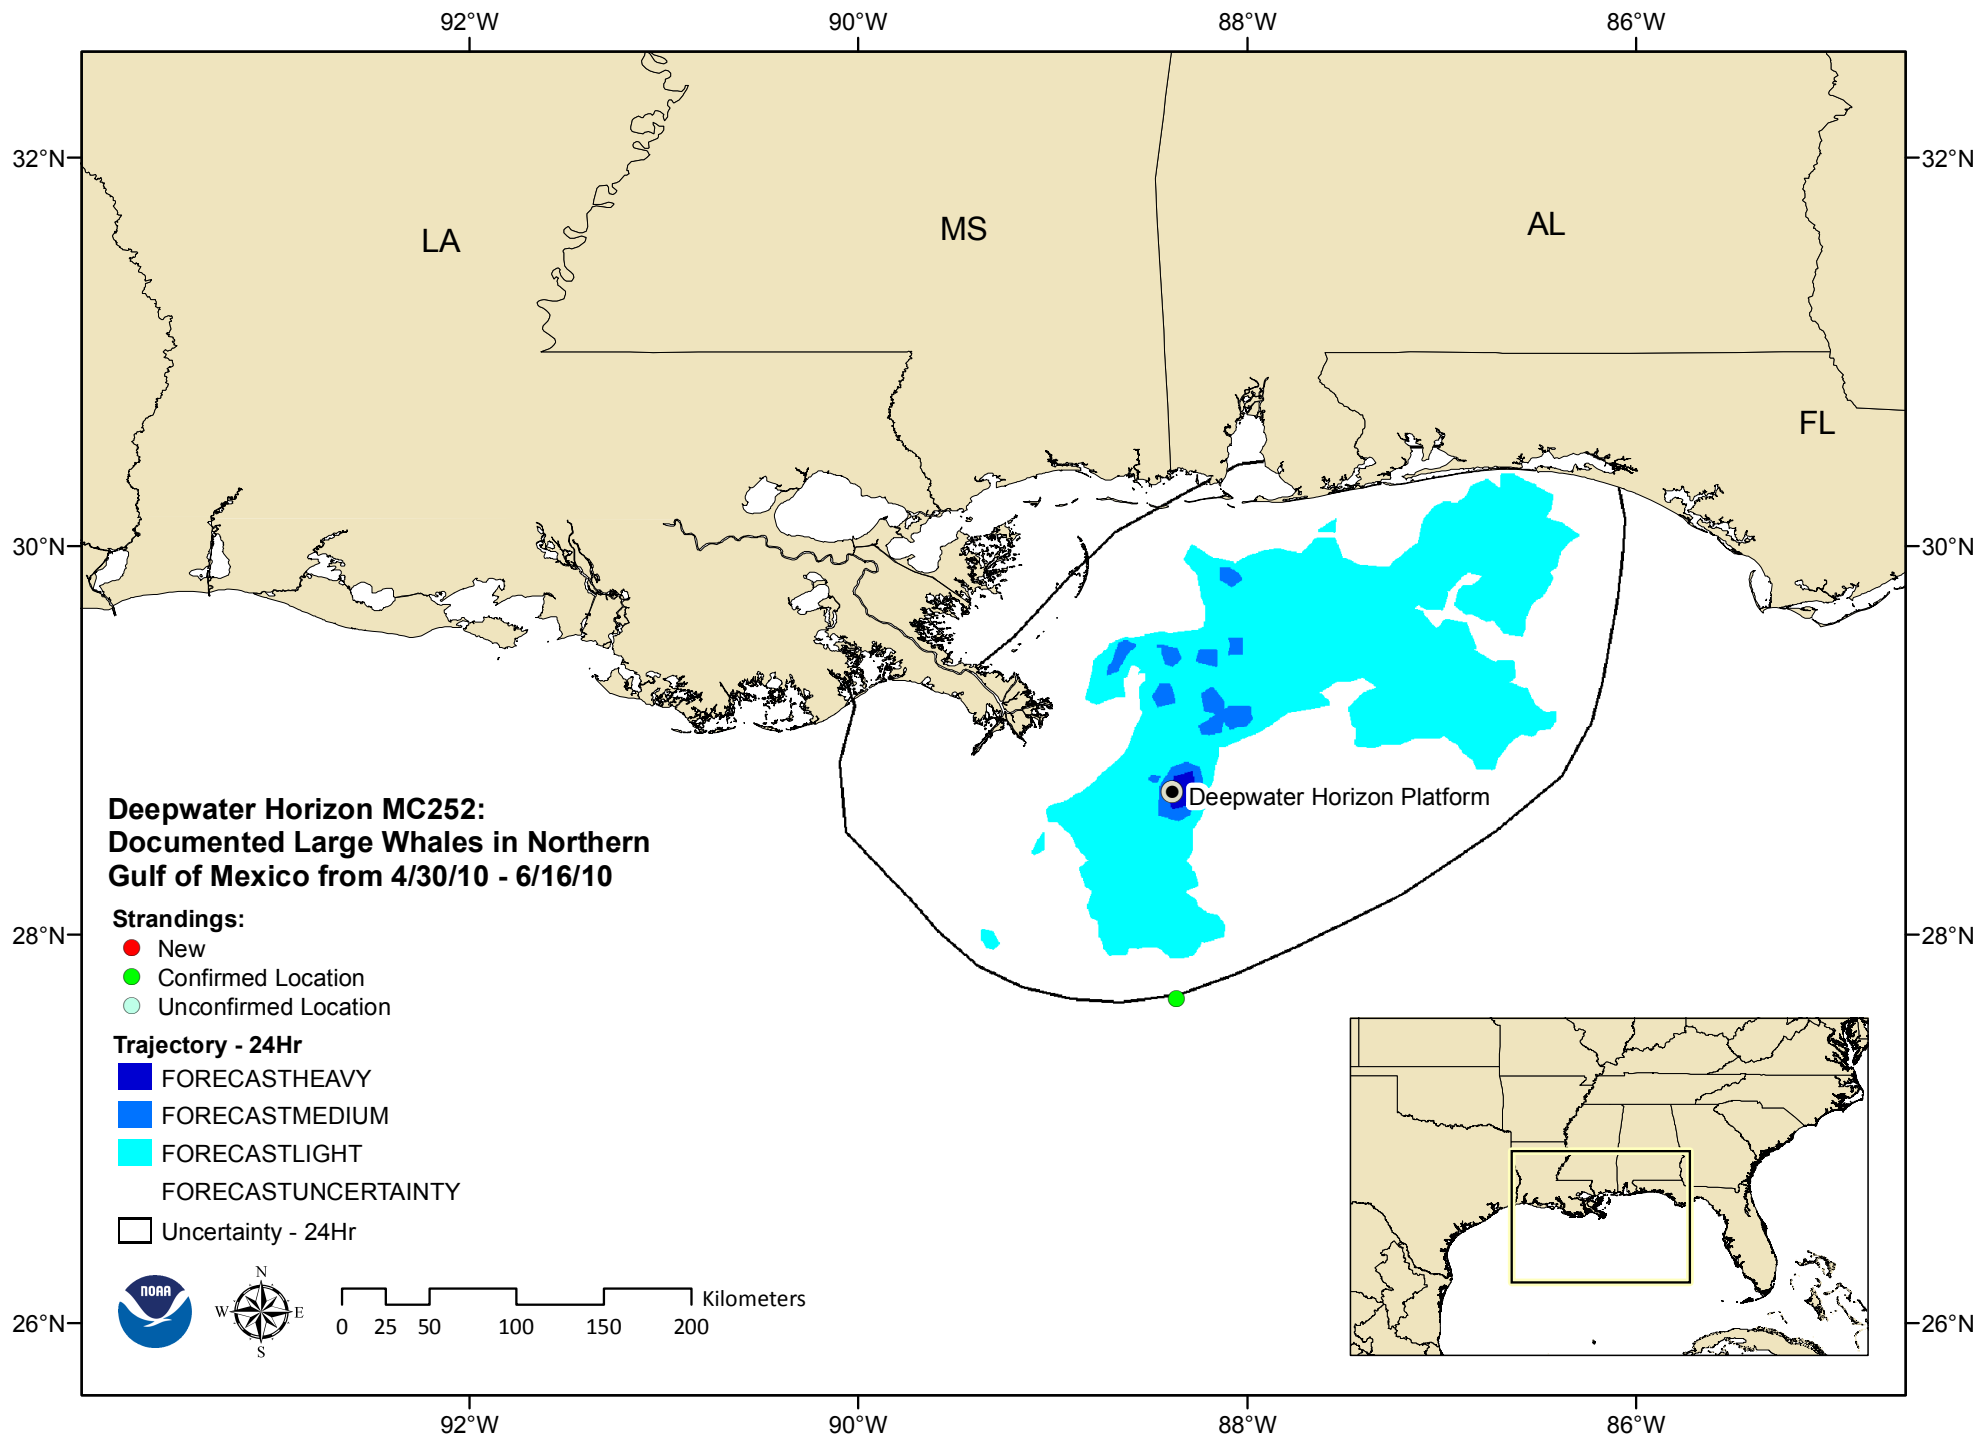 92°W
90°W
88°W
86°W
32°N
32°N
LA
MS
AL
FL
30°N
30°N
Deepwater Horizon Platform
Deepwater Horizon MC252:
Documented Large Whales in Northern
Gulf of Mexico from 4/30/10 - 6/16/10
Strandings:
New
Confirmed Location
Unconfirmed Location
28°N
28°N
Trajectory - 24Hr
FORECASTHEAVY
FORECASTMEDIUM
FORECASTLIGHT
FORECASTUNCERTAINTY
Uncertainty - 24Hr
NOAA
N
W
E
S
Kilometers
0 25 50 100 150 200
26°N
26°N
92°W
90°W
88°W
86°W